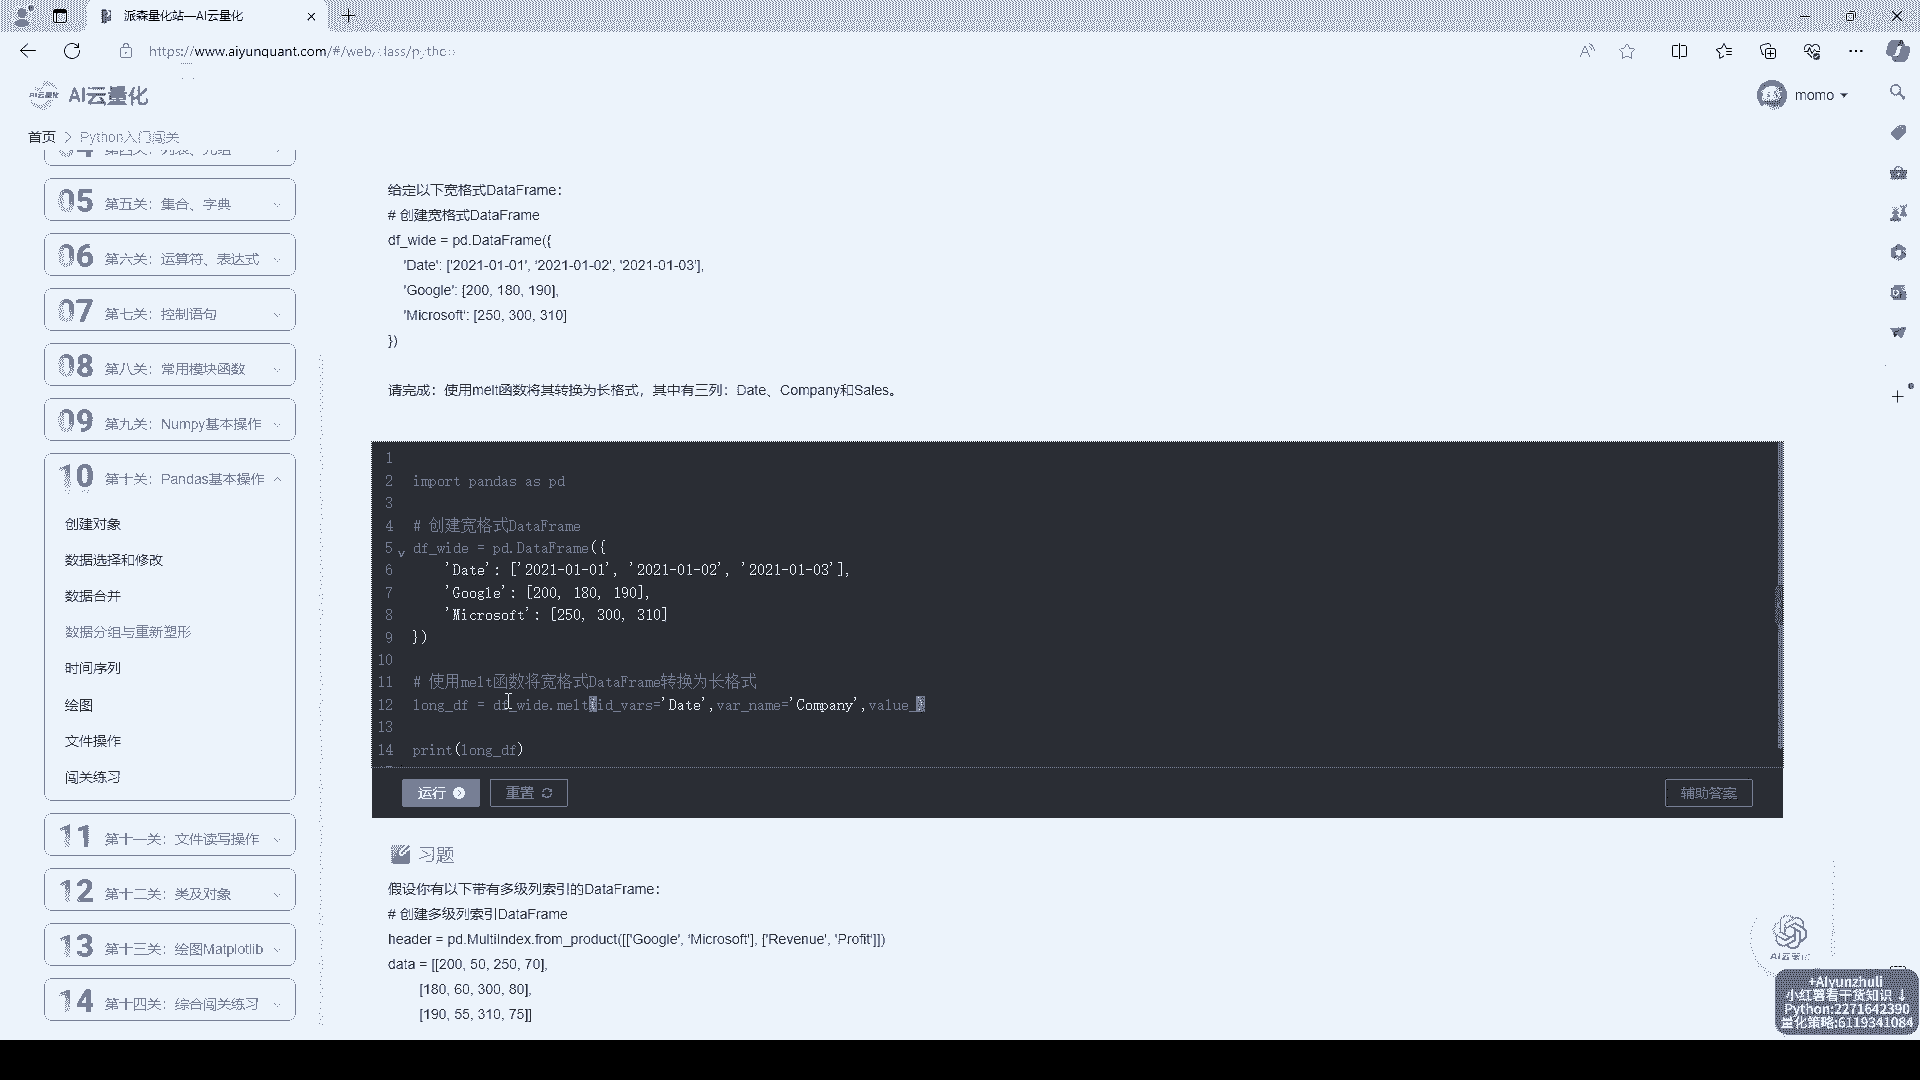 派森量化站—AI云量化
https://www.aiyunquant.com/#/web/class/python
AI云量化
momo
首页 > Python入门闯关
04 第四关：列表、元组
05 第五关：集合、字典
06 第六关：运算符、表达式
07 第七关：控制语句
08 第八关：常用模块函数
09 第九关：Numpy基本操作
10 第十关：Pandas基本操作
创建对象
数据选择和修改
数据合并
数据分组与重新塑形
时间序列
绘图
文件操作
闯关练习
11 第十一关：文件读写操作
12 第十二关：类及对象
13 第十三关：绘图Matplotlib
14 第十四关：综合闯关练习
给定以下宽格式DataFrame：
# 创建宽格式DataFrame
df_wide = pd.DataFrame({
'Date': ['2021-01-01', '2021-01-02', '2021-01-03'],
'Google': [200, 180, 190],
'Microsoft': [250, 300, 310]
})
请完成：使用melt函数将其转换为长格式，其中有三列：Date、Company和Sales。
1
2 import pandas as pd
3
4 # 创建宽格式DataFrame
5 df_wide = pd.DataFrame({
6 'Date': ['2021-01-01', '2021-01-02', '2021-01-03'],
7 'Google': [200, 180, 190],
8 'Microsoft': [250, 300, 310]
9 })
10
11 # 使用melt函数将宽格式DataFrame转换为长格式
12 long_df = df_wide.melt(id_vars='Date',var_name='Company',value_)
13
14 print(long_df)
运行
重置
辅助答案
习题
假设你有以下带有多级列索引的DataFrame：
# 创建多级列索引DataFrame
header = pd.MultiIndex.from_product([['Google', 'Microsoft'], ['Revenue', 'Profit']])
data = [[200, 50, 250, 70],
[180, 60, 300, 80],
[190, 55, 310, 75]]
AI云量化
+AIyunzhuli
小红薯看干货知识 ↓
Python:2271642390
量化策略:6119341084